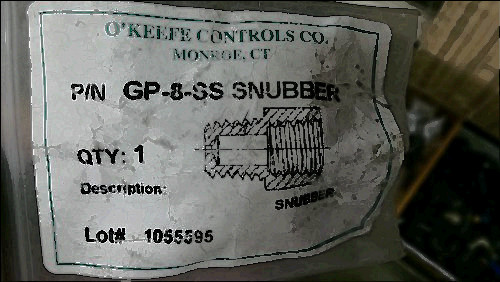 O'KEEFE CONTROLS CO.
MONROE, CT
P/N GP-8-SS SNUBBER
QTY: 1
Description:
SNUBBER
Lot# 1055595